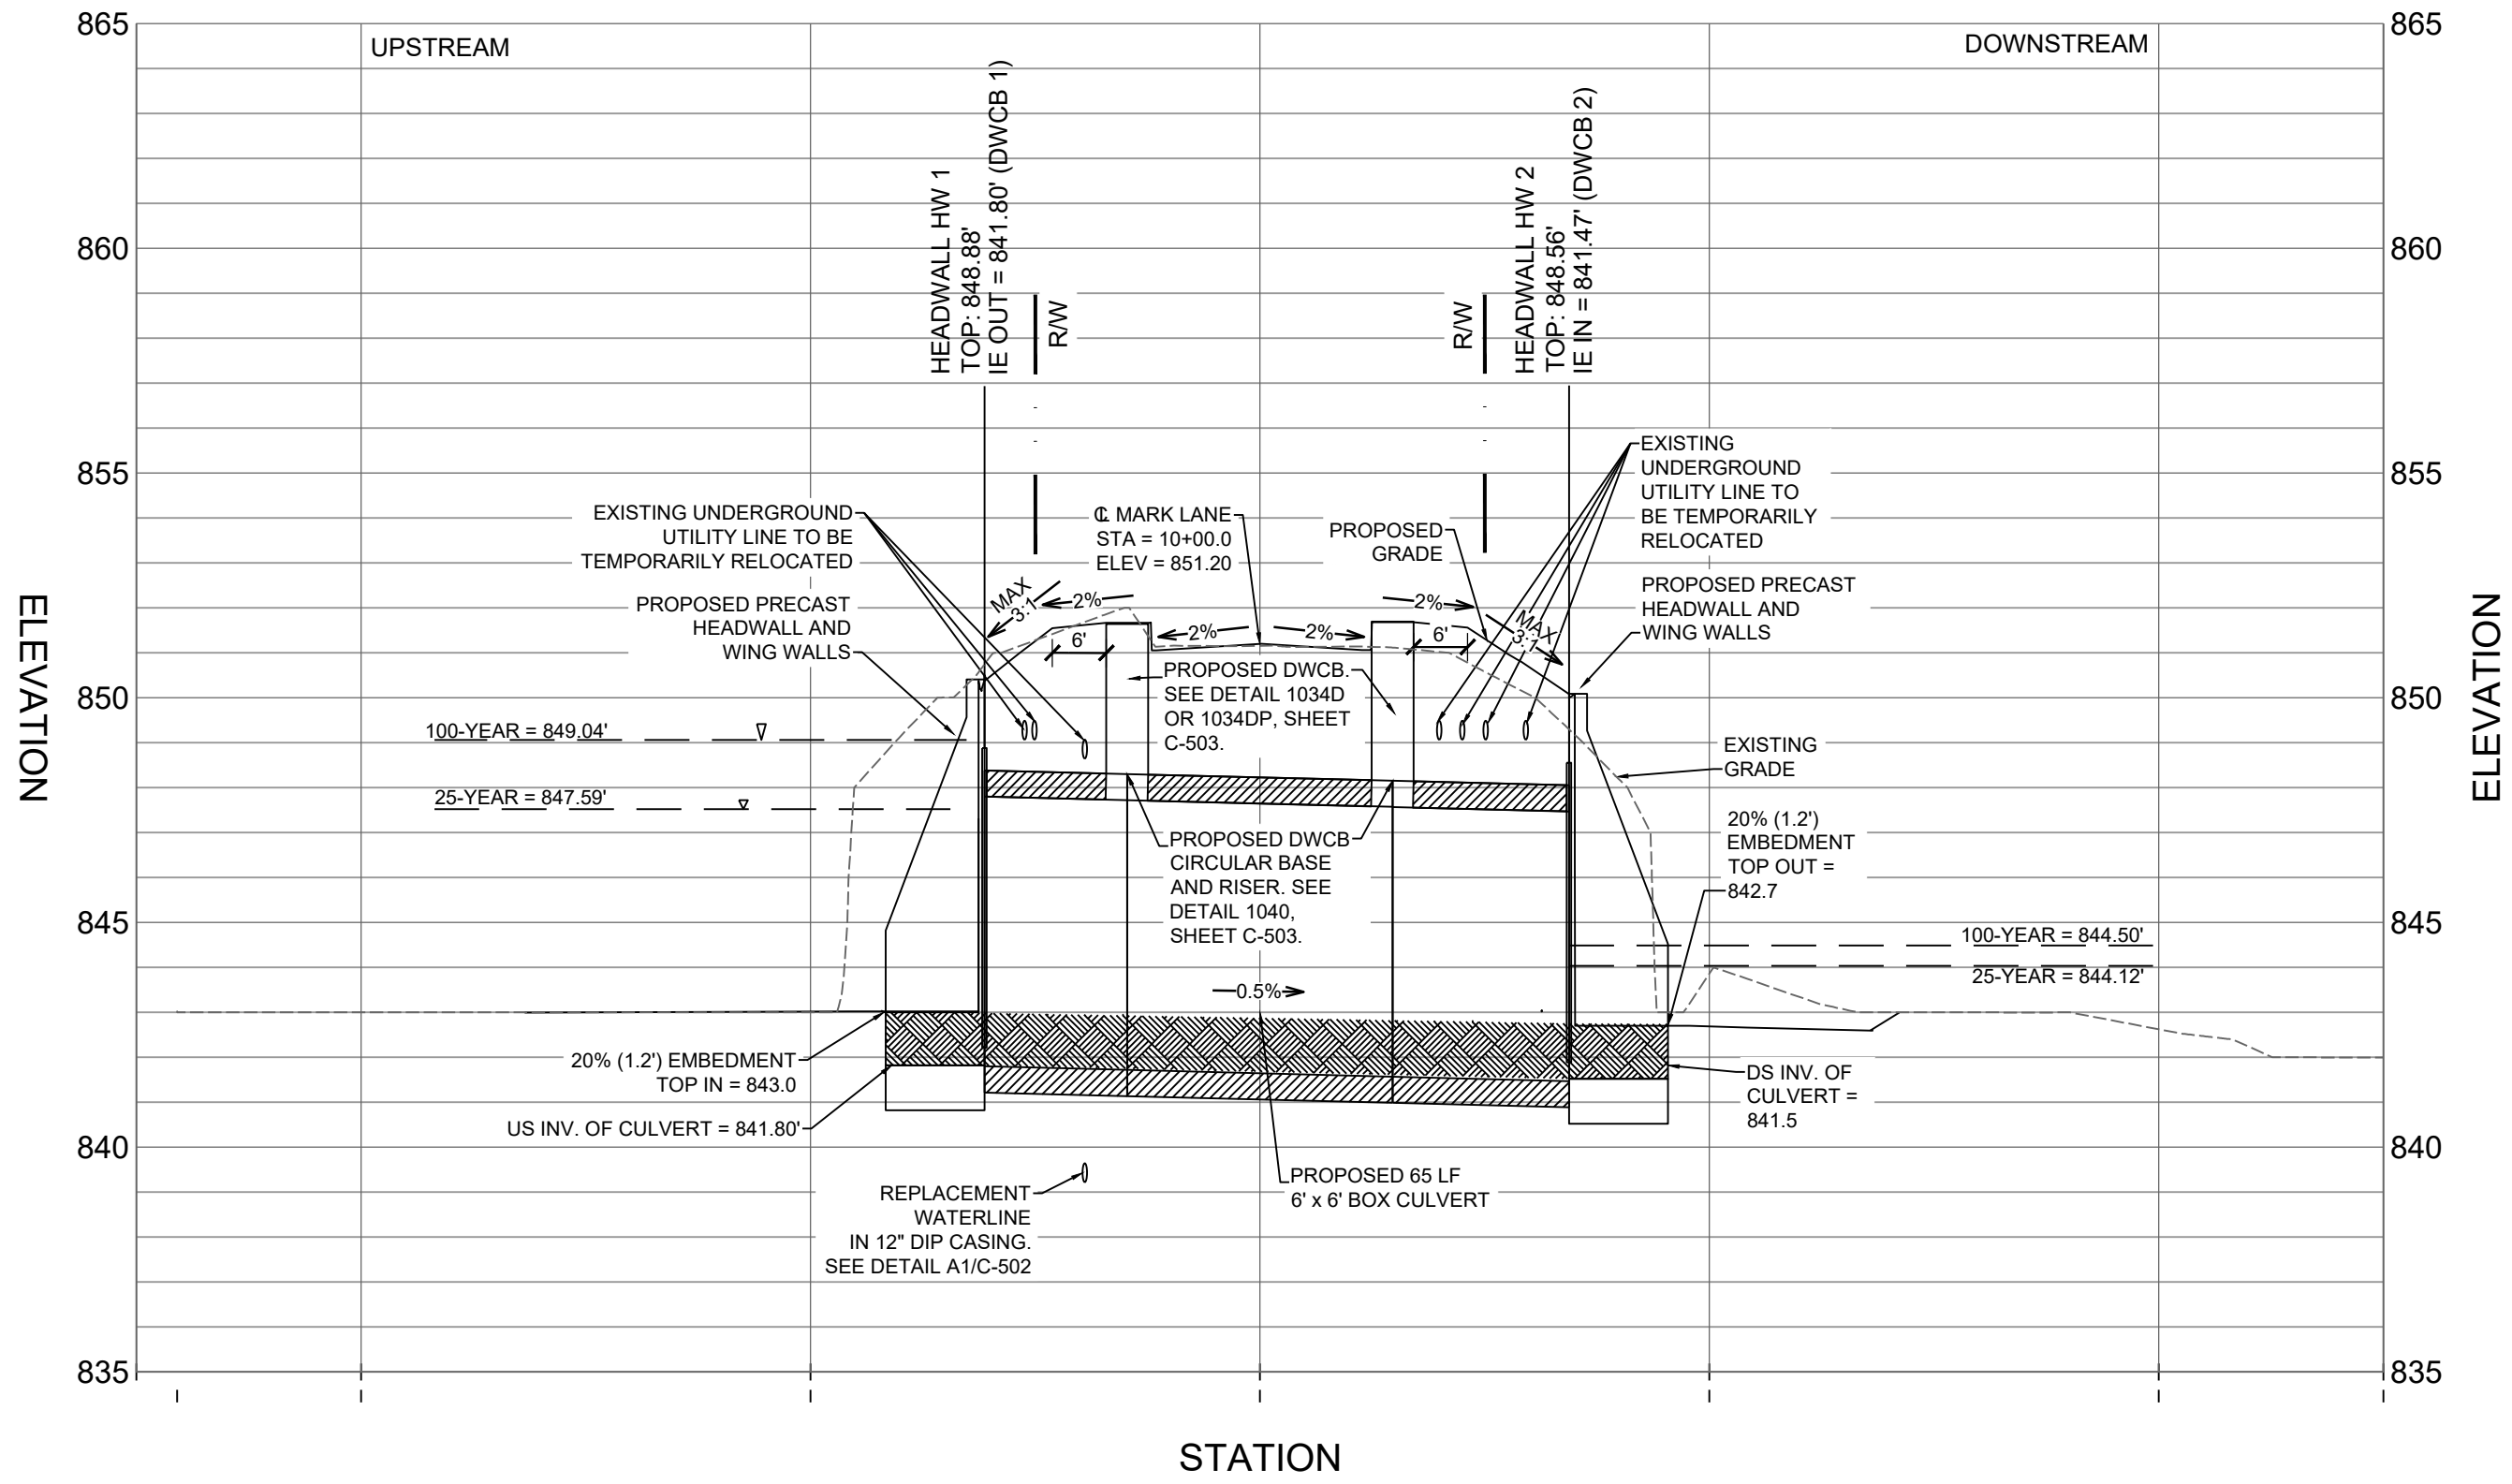 865
865
UPSTREAM
DOWNSTREAM
HEADWALL HW 1
TOP: 848.88'
IE OUT = 841.80' (DWCB 1)
R/W
R/W
HEADWALL HW 2
TOP: 848.56'
IE IN = 841.47' (DWCB 2)
860
860
855
855
EXISTING UNDERGROUND
UTILITY LINE TO BE
TEMPORARILY RELOCATED
℄ MARK LANE
STA = 10+00.0
ELEV = 851.20
PROPOSED
GRADE
EXISTING
UNDERGROUND
UTILITY LINE TO
BE TEMPORARILY
RELOCATED
PROPOSED PRECAST
HEADWALL AND
WING WALLS
PROPOSED PRECAST
HEADWALL AND
WING WALLS
MAX
3:1
2%
6'
2%
2%
2%
6'
MAX
3:1
ELEVATION
ELEVATION
850
850
PROPOSED DWCB.
SEE DETAIL 1034D
OR 1034DP, SHEET
C-503.
100-YEAR = 849.04'
25-YEAR = 847.59'
EXISTING
GRADE
PROPOSED DWCB
CIRCULAR BASE
AND RISER. SEE
DETAIL 1040,
SHEET C-503.
20% (1.2')
EMBEDMENT
TOP OUT =
842.7
845
845
100-YEAR = 844.50'
25-YEAR = 844.12'
0.5%
20% (1.2') EMBEDMENT
TOP IN = 843.0
US INV. OF CULVERT = 841.80'
DS INV. OF
CULVERT =
841.5
840
840
REPLACEMENT
WATERLINE
IN 12" DIP CASING.
SEE DETAIL A1/C-502
PROPOSED 65 LF
6' x 6' BOX CULVERT
835
835
STATION